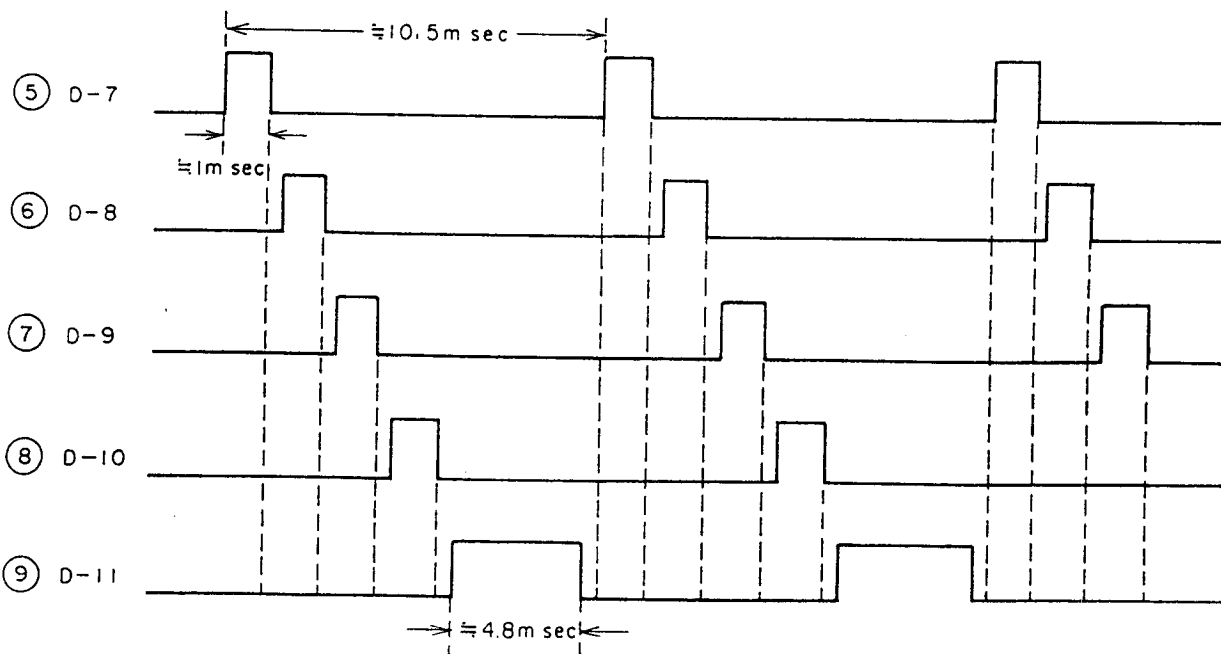 ≒10.5m sec
⑤ D-7
≒1m sec
⑥ D-8
⑦ D-9
⑧ D-10
⑨ D-11
≒4.8m sec